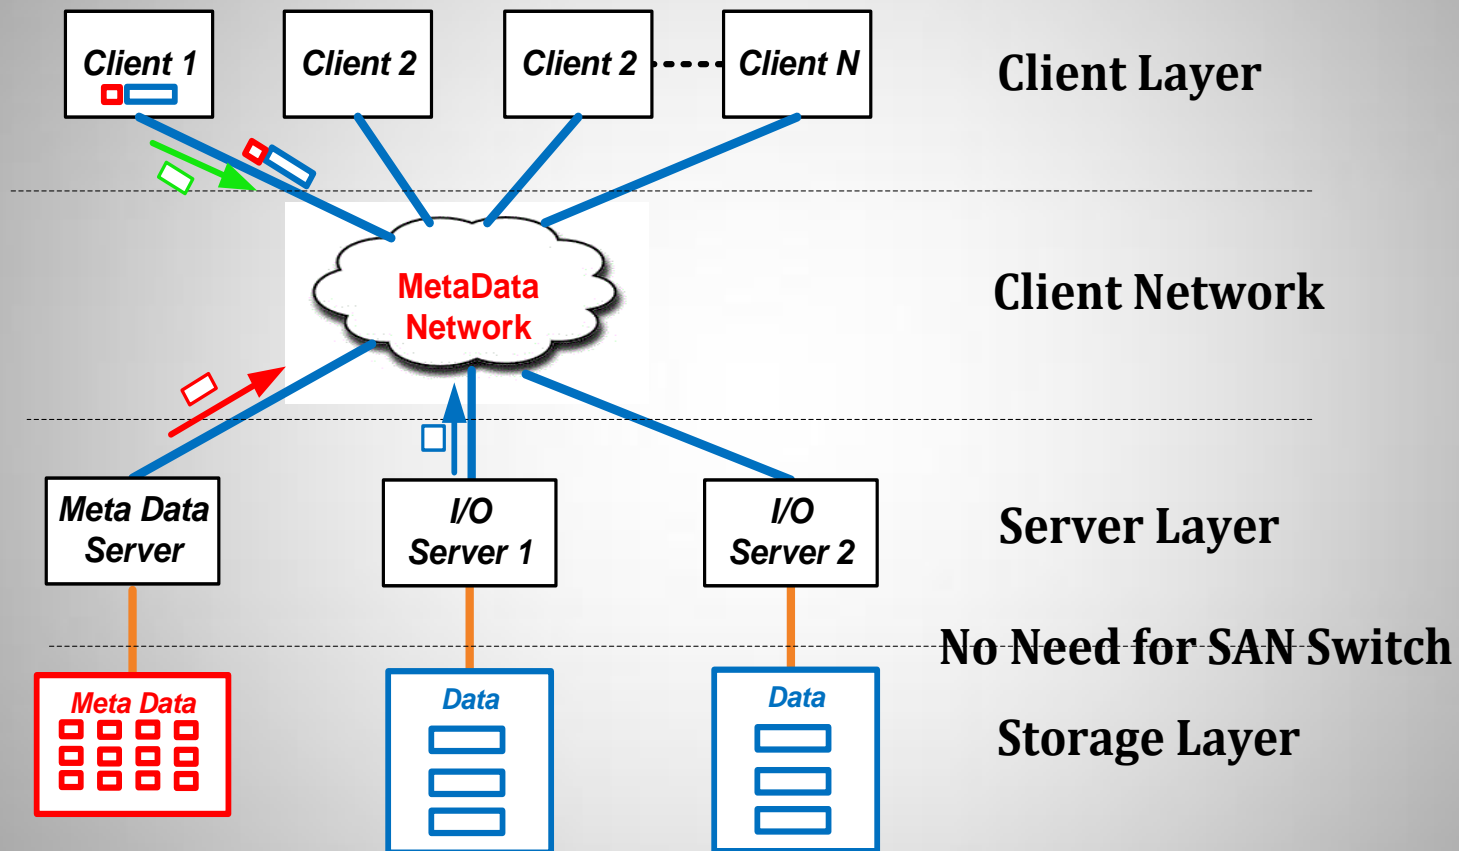 Client 1
Client 2
Client 2
Client N
Client Layer
MetaData
Network
Client Network
Meta Data
Server
I/O
Server 1
I/O
Server 2
Server Layer
No Need for SAN Switch
Meta Data
Data
Data
Storage Layer